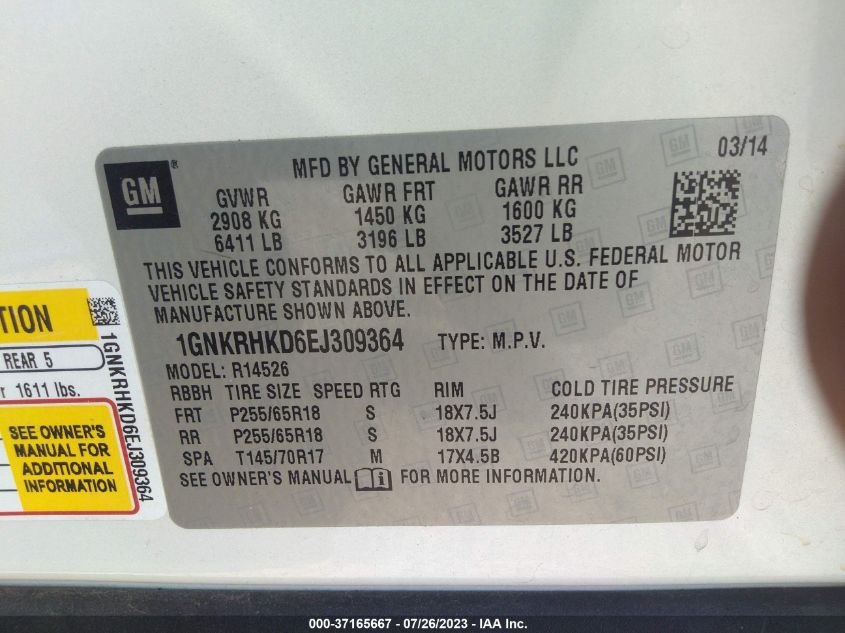 MFD BY GENERAL MOTORS LLC
03/14
GM ®
GVWR GAWR FRT GAWR RR
2908 KG 1450 KG 1600 KG
6411 LB 3196 LB 3527 LB
THIS VEHICLE CONFORMS TO ALL APPLICABLE U.S. FEDERAL MOTOR
VEHICLE SAFETY STANDARDS IN EFFECT ON THE DATE OF
MANUFACTURE SHOWN ABOVE.
1GNKRHKD6EJ309364 TYPE: M.P.V.
MODEL: R14526
RBBH TIRE SIZE SPEED RTG RIM COLD TIRE PRESSURE
FRT P255/65R18 S 18X7.5J 240KPA(35PSI)
RR P255/65R18 S 18X7.5J 240KPA(35PSI)
SPA T145/70R17 M 17X4.5B 420KPA(60PSI)
SEE OWNER'S MANUAL FOR MORE INFORMATION.
REAR 5
1611 lbs.
SEE OWNER'S
MANUAL FOR
ADDITIONAL
INFORMATION
1GNKRHKD6EJ309364
000-37165667 / 07/26/2023 - IAA Inc.